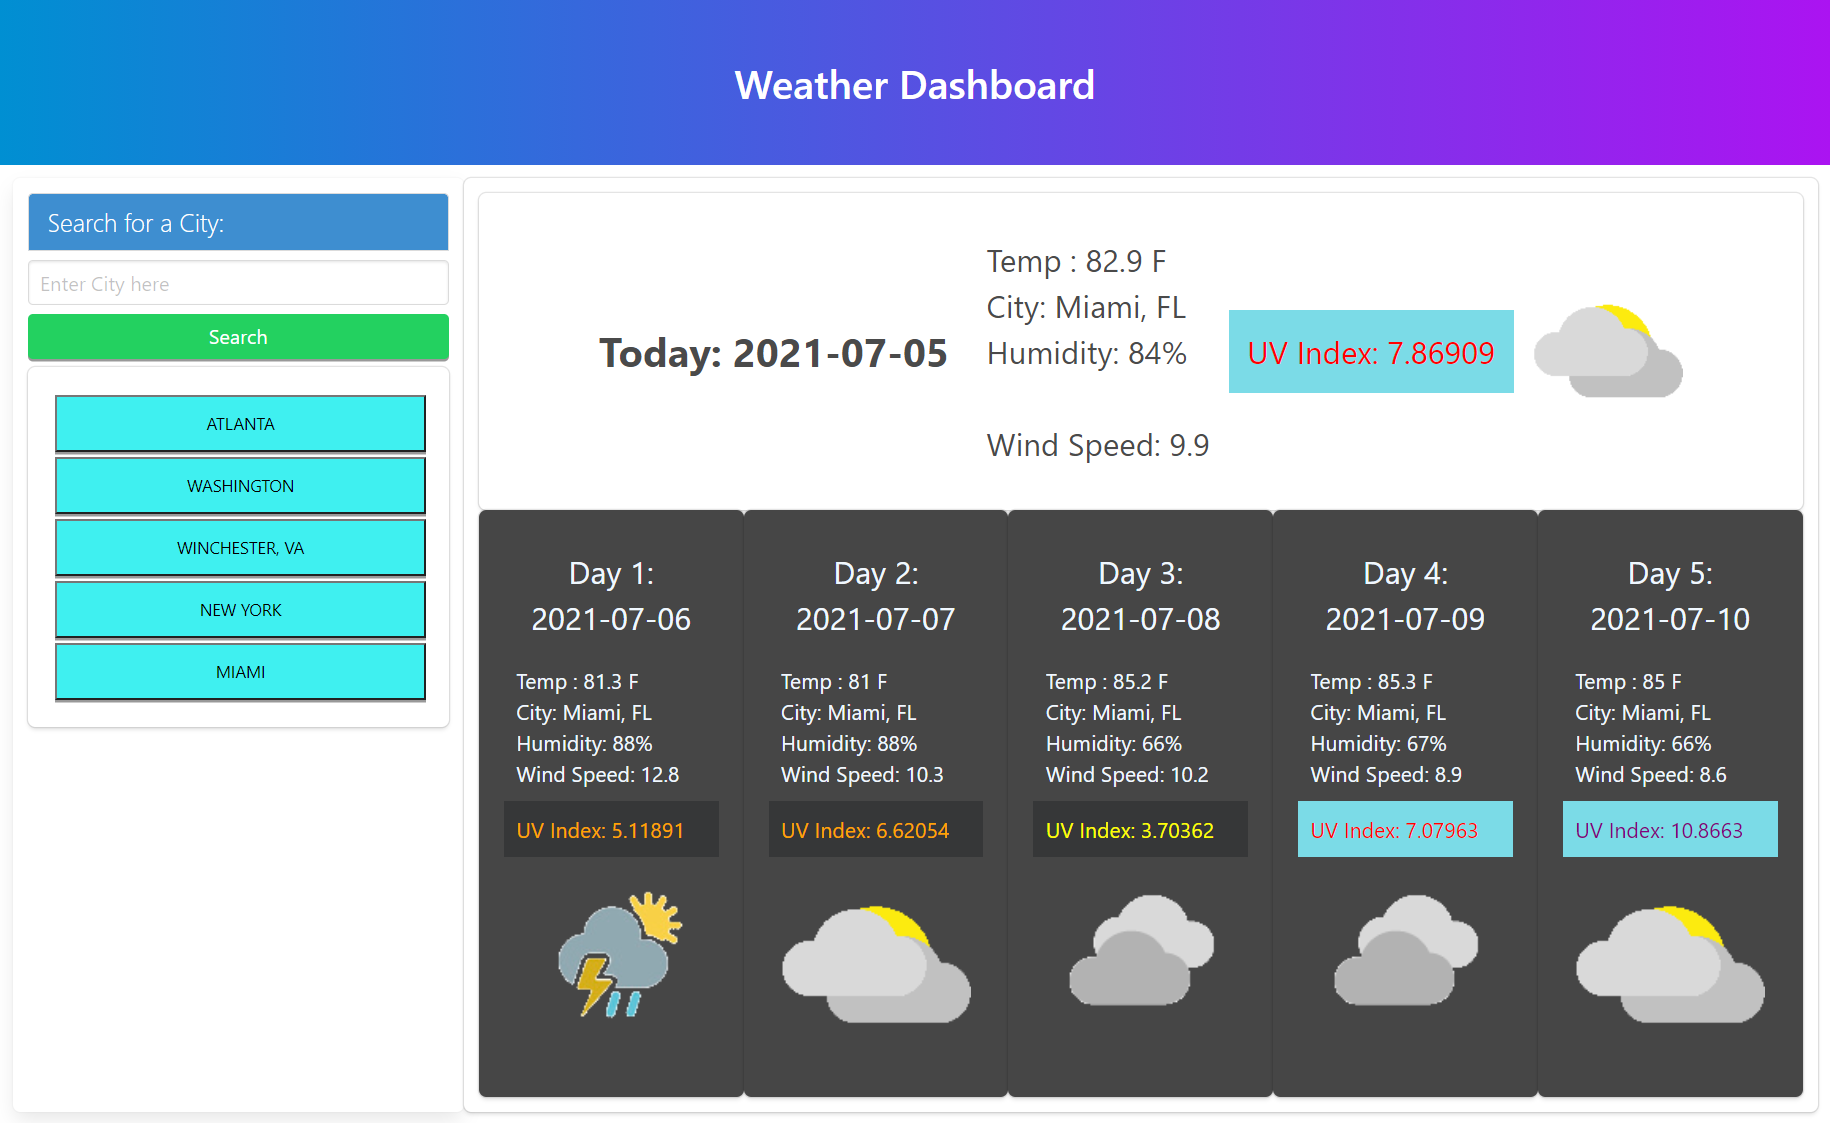 Weather Dashboard
Search for a City:
Enter City here
Search
ATLANTA
WASHINGTON
WINCHESTER, VA
NEW YORK
MIAMI
Today: 2021-07-05
Temp : 82.9 F
City: Miami, FL
Humidity: 84%
Wind Speed: 9.9
UV Index: 7.86909
Day 1:
2021-07-06
Temp : 81.3 F
City: Miami, FL
Humidity: 88%
Wind Speed: 12.8
UV Index: 5.11891
Day 2:
2021-07-07
Temp : 81 F
City: Miami, FL
Humidity: 88%
Wind Speed: 10.3
UV Index: 6.62054
Day 3:
2021-07-08
Temp : 85.2 F
City: Miami, FL
Humidity: 66%
Wind Speed: 10.2
UV Index: 3.70362
Day 4:
2021-07-09
Temp : 85.3 F
City: Miami, FL
Humidity: 67%
Wind Speed: 8.9
UV Index: 7.07963
Day 5:
2021-07-10
Temp : 85 F
City: Miami, FL
Humidity: 66%
Wind Speed: 8.6
UV Index: 10.8663